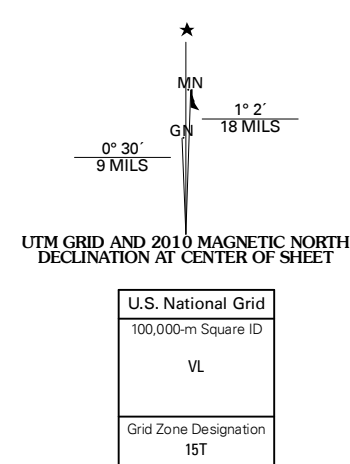 ★
MN
GN
1° 2´
18 MILS
0° 30´
9 MILS
UTM GRID AND 2010 MAGNETIC NORTH
DECLINATION AT CENTER OF SHEET
U.S. National Grid
100,000-m Square ID
VL
Grid Zone Designation
15T